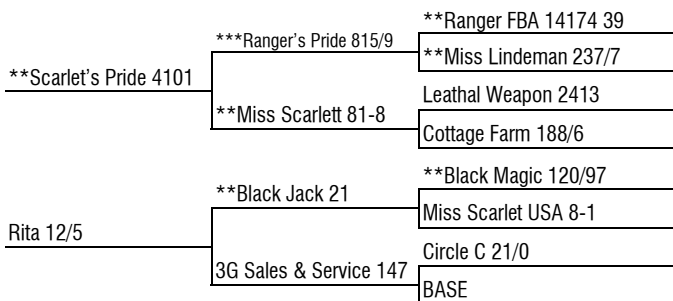 **Ranger FBA 14174 39
***Ranger's Pride 815/9
**Miss Lindeman 237/7
**Scarlet's Pride 4101
Leathal Weapon 2413
**Miss Scarlett 81-8
Cottage Farm 188/6
**Black Magic 120/97
**Black Jack 21
Miss Scarlet USA 8-1
Rita 12/5
Circle C 21/0
3G Sales & Service 147
BASE